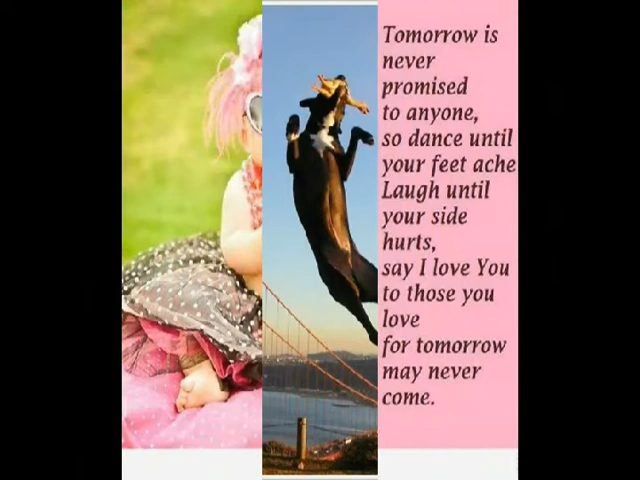 Tomorrow is
never
promised
to anyone,
so dance until
your feet ache
Laugh until
your side
hurts,
say I love You
to those you
love
for tomorrow
may never
come.